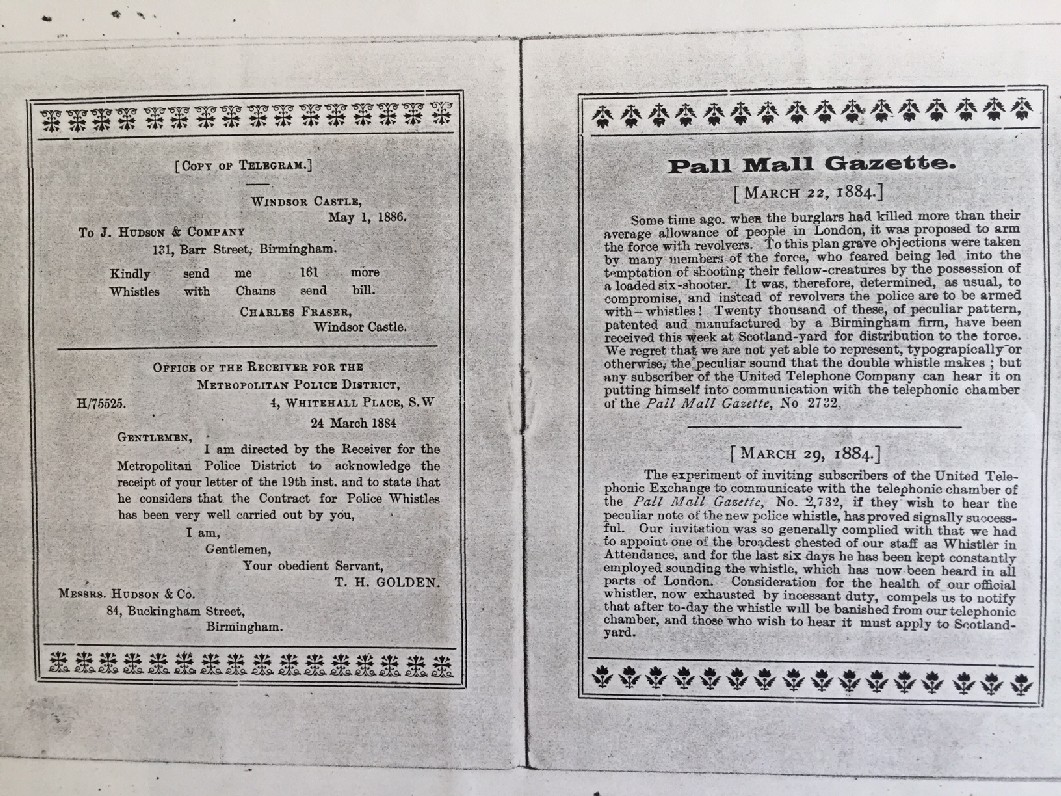 [COPY OF TELEGRAM.]
WINDSOR CASTLE,
May 1, 1886.
To J. HUDSON & COMPANY
131, Barr Street, Birmingham.
Kindly send me 161 more
Whistles with Chains send bill.
CHARLES FRASER,
Windsor Castle.
OFFICE OF THE RECEIVER FOR THE
METROPOLITAN POLICE DISTRICT,
H/75525. 4, WHITEHALL PLACE, S.W
24 March 1884
GENTLEMEN,
I am directed by the Receiver for the
Metropolitan Police District to acknowledge the
receipt of your letter of the 19th inst. and to state that
he considers that the Contract for Police Whistles
has been very well carried out by you,
I am,
Gentlemen,
Your obedient Servant,
T. H. GOLDEN.
MESSRS. HUDSON & CO.
84, Buckingham Street,
Birmingham.
Pall Mall Gazette.
[MARCH 22, 1884.]
Some time ago. when the burglars had killed more than their
average allowance of people in London, it was proposed to arm
the force with revolvers. To this plan grave objections were taken
by many members of the force, who feared being led into the
temptation of shooting their fellow-creatures by the possession of
a loaded six-shooter. It was, therefore, determined, as usual, to
compromise, and instead of revolvers the police are to be armed
with—whistles! Twenty thousand of these, of peculiar pattern,
patented and manufactured by a Birmingham firm, have been
received this week at Scotland-yard for distribution to the force.
We regret that we are not yet able to represent, typograpically or
otherwise, the peculiar sound that the double whistle makes; but
any subscriber of the United Telephone Company can hear it on
putting himself into communication with the telephonic chamber
of the Pall Mall Gazette, No 2732.
[MARCH 29, 1884.]
The experiment of inviting subscribers of the United Tele-
phonic Exchange to communicate with the telephonic chamber of
the Pall Mall Gazette, No. 2,732, if they wish to hear the
peculiar note of the new police whistle, has proved signally success-
ful. Our invitation was so generally complied with that we had
to appoint one of the broadest chested of our staff as Whistler in
Attendance, and for the last six days he has been kept constantly
employed sounding the whistle, which has now been heard in all
parts of London. Consideration for the health of our official
whistler, now exhausted by incessant duty, compels us to notify
that after to-day the whistle will be banished from our telephonic
chamber, and those who wish to hear it must apply to Scotland-
yard.